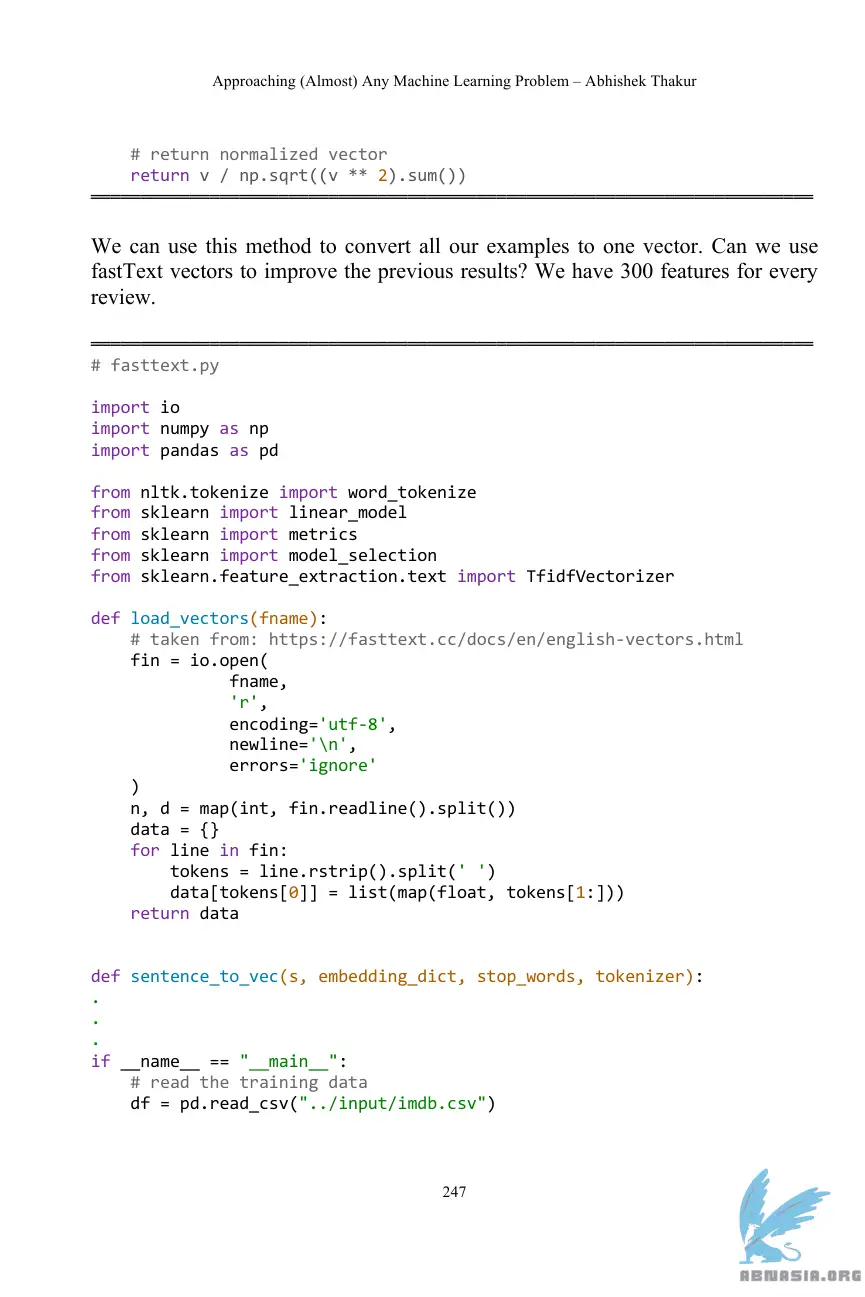 Approaching (Almost) Any Machine Learning Problem – Abhishek Thakur
    # return normalized vector
    return v / np.sqrt((v ** 2).sum())
We can use this method to convert all our examples to one vector. Can we use
fastText vectors to improve the previous results? We have 300 features for every
review.
# fasttext.py
import io
import numpy as np
import pandas as pd
from nltk.tokenize import word_tokenize
from sklearn import linear_model
from sklearn import metrics
from sklearn import model_selection
from sklearn.feature_extraction.text import TfidfVectorizer
def load_vectors(fname):
    # taken from: https://fasttext.cc/docs/en/english-vectors.html
    fin = io.open(
              fname,
              'r',
              encoding='utf-8',
              newline='\n',
              errors='ignore'
    )
    n, d = map(int, fin.readline().split())
    data = {}
    for line in fin:
        tokens = line.rstrip().split(' ')
        data[tokens[0]] = list(map(float, tokens[1:]))
    return data
def sentence_to_vec(s, embedding_dict, stop_words, tokenizer):
.
.
.
if __name__ == "__main__":
    # read the training data
    df = pd.read_csv("../input/imdb.csv")
247
ABNASIA.ORG